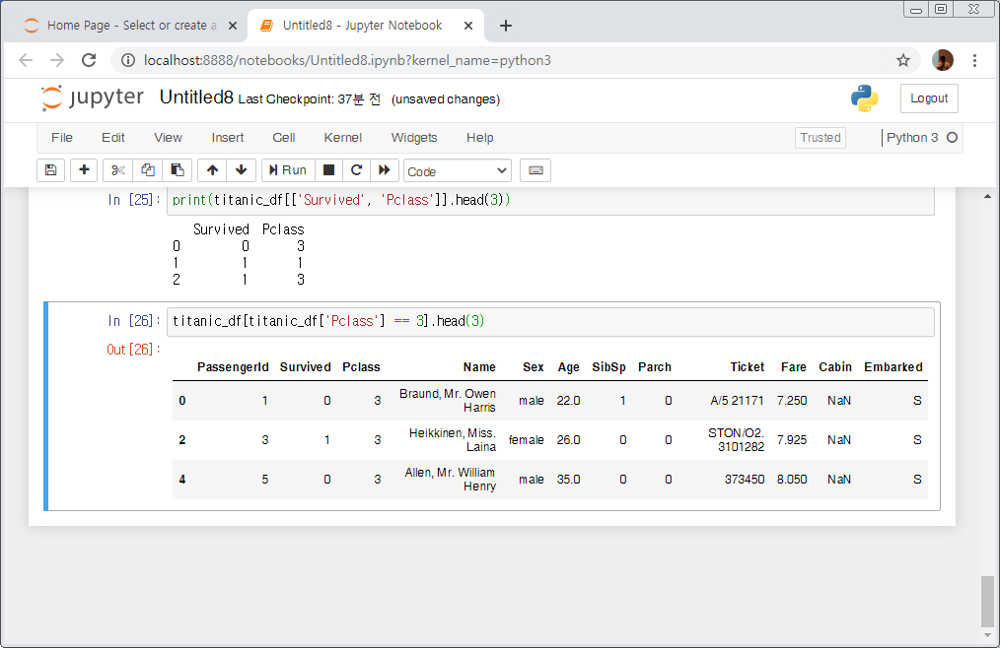 Home Page - Select or create a
Untitled8 - Jupyter Notebook
localhost:8888/notebooks/Untitled8.ipynb?kernel_name=python3
jupyter Untitled8 Last Checkpoint: 37분 전 (unsaved changes) Logout
File Edit View Insert Cell Kernel Widgets Help Trusted Python 3
Run Code
In [25]: print(titanic_df[['Survived', 'Pclass']].head(3))
Survived Pclass
0 0 3
1 1 1
2 1 3
In [26]: titanic_df[titanic_df['Pclass'] == 3].head(3)
Out[26]:
PassengerId Survived Pclass Name Sex Age SibSp Parch Ticket Fare Cabin Embarked
0 1 0 3 Braund, Mr. Owen Harris male 22.0 1 0 A/5 21171 7.250 NaN S
2 3 1 3 Heikkinen, Miss. Laina female 26.0 0 0 STON/O2. 3101282 7.925 NaN S
4 5 0 3 Allen, Mr. William Henry male 35.0 0 0 373450 8.050 NaN S